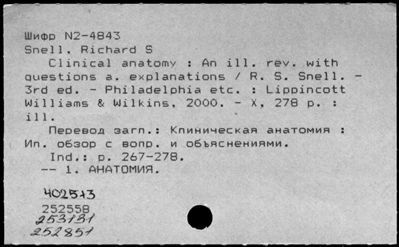 Шифр N2-4843
Snell, Richard S
Clinical anatomy : An ill. rev. with
questions a. explanations / R. S. Snell. -
3rd ed. - Philadelphia etc. : Lippincott
Williams & Wilkins, 2000. - X, 278 p. :
ill.
Перевод загл.: Клиническая анатомия :
Ил. обзор с вопр. и объяснениями.
Ind.: p. 267-278.
-- 1. АНАТОМИЯ.
402513
252558
253131
252851